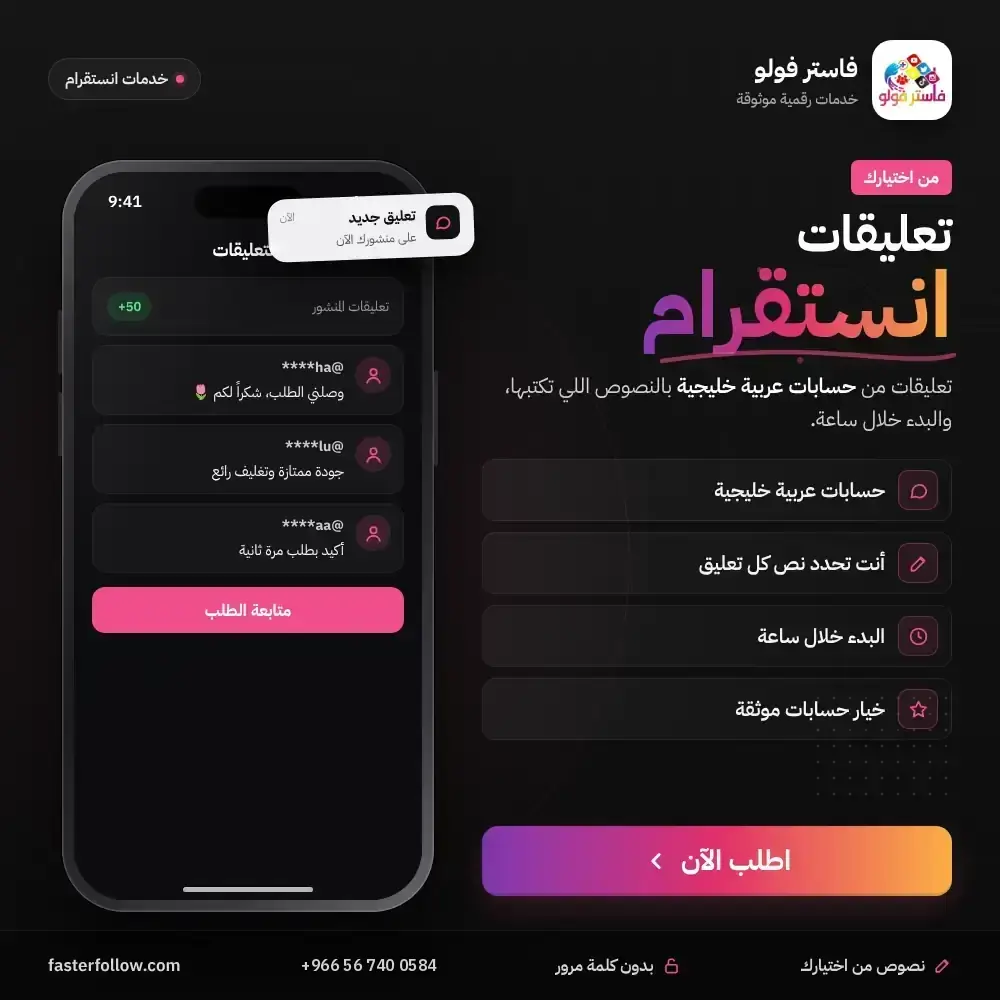 فاستر فولو
فاستر فولو
خدمات رقمية موثوقة
خدمات انستقرام
من اختيارك
تعليقات
انستقرام
تعليقات من حسابات عربية خليجية بالنصوص اللي تكتبها،
والبدء خلال ساعة.
حسابات عربية خليجية
أنت تحدد نص كل تعليق
البدء خلال ساعة
خيار حسابات موثقة
اطلب الآن
9:41
تعليق جديد
الآن
على منشورك الآن
تعليقات
تعليقات المنشور
+50
@ha****
وصلني الطلب، شكراً لكم 🌷
@lu****
جودة ممتازة وتغليف رائع
@aa****
أكيد بطلب مرة ثانية
متابعة الطلب
نصوص من اختيارك
بدون كلمة مرور
+966 56 740 0584
fasterfollow.com